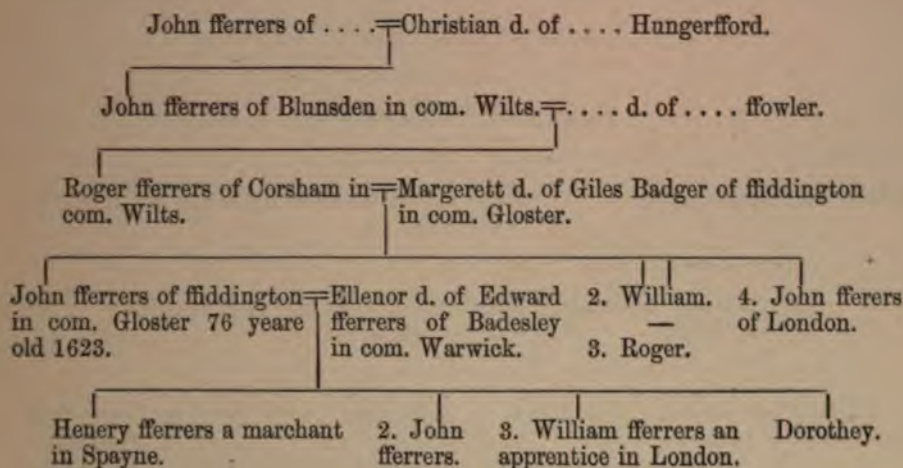 John fferrers of . . . . Christian d. of . . . . Hungerfford.
John fferrers of Blunsden in com. Wilts. . . . . d. of . . . . ffowler.
Roger fferrers of Corsham in
com. Wilts.
Margerett d. of Giles Badger of ffiddington
in com. Gloster.
John fferrers of ffiddington
in com. Gloster 76 yeare
old 1623.
Ellenor d. of Edward
fferrers of Badesley
in com. Warwick.
2. William.
—
3. Roger.
4. John fferers
of London.
Henery fferrers a marchant
in Spayne.
2. John
fferrers.
3. William fferrers an
apprentice in London.
Dorothey.